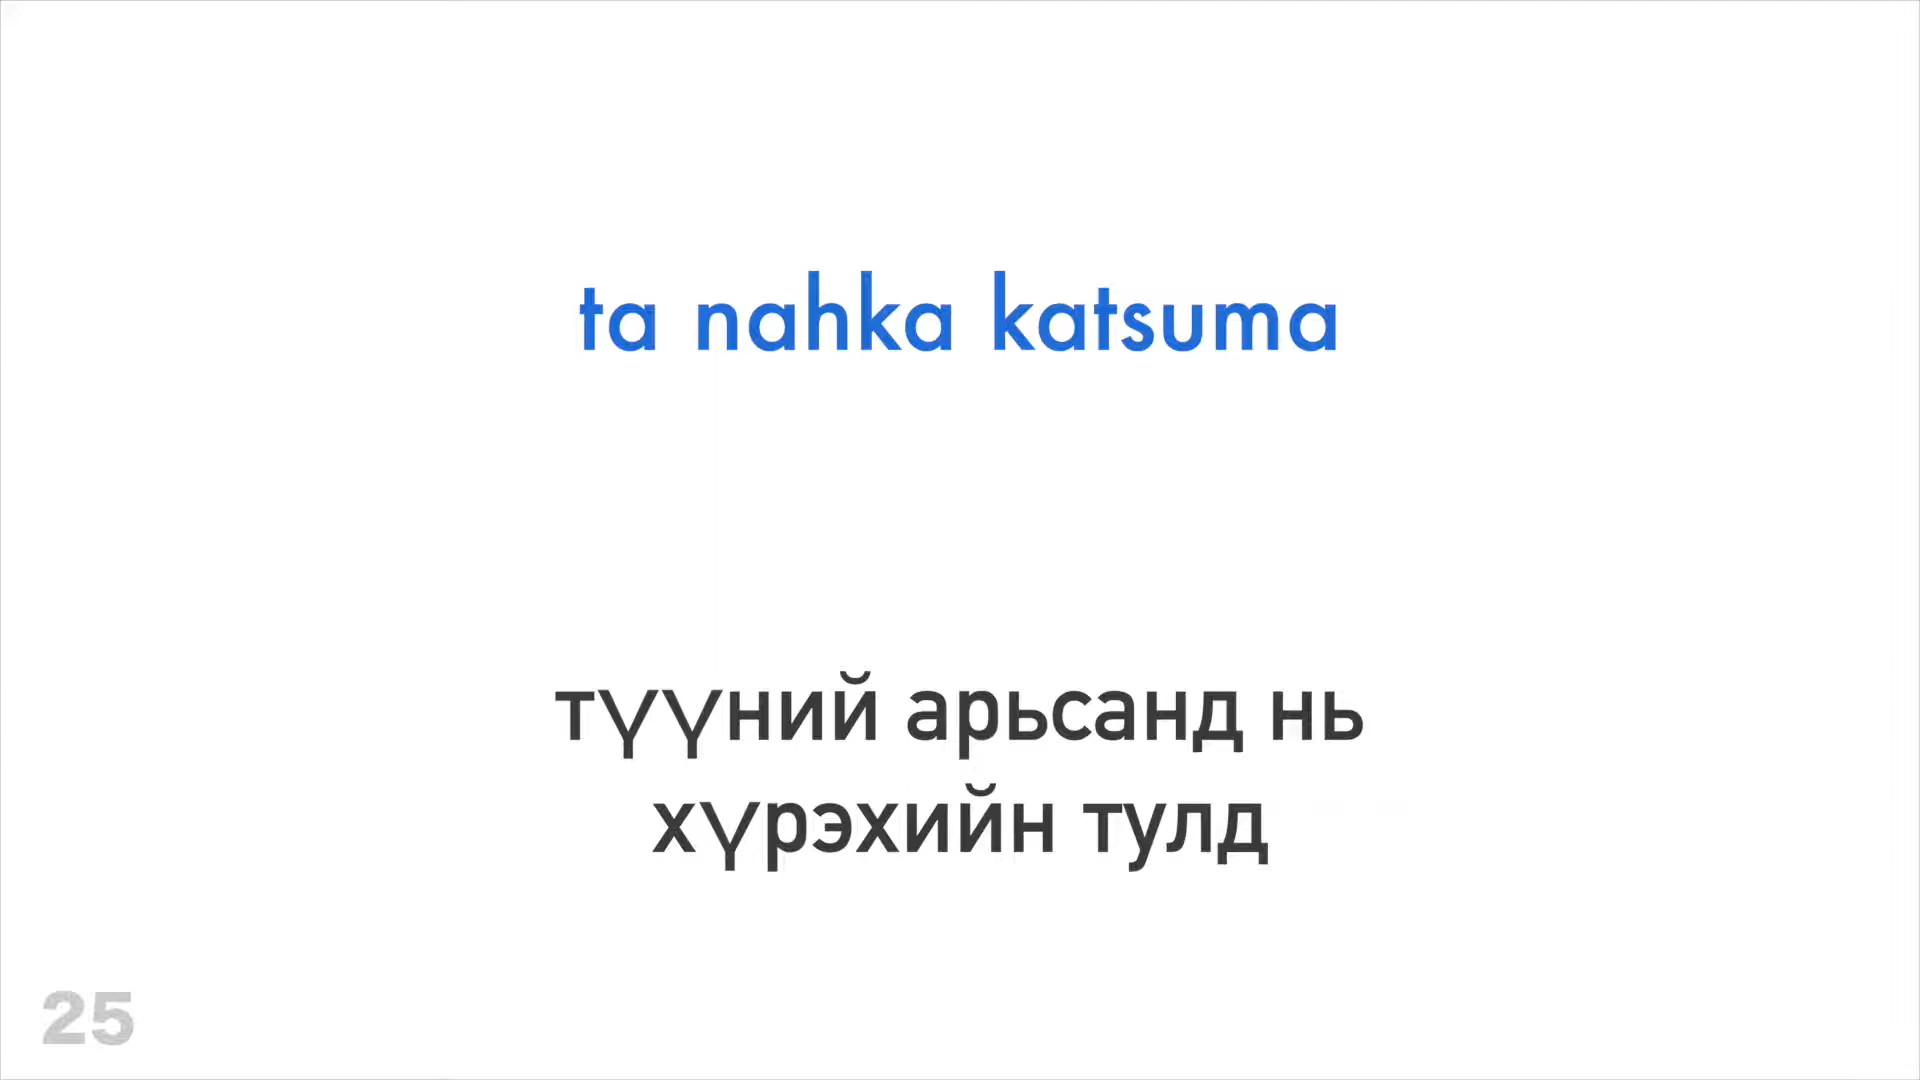 ta nahka katsuma
түүний арьсанд нь
хүрэхийн тулд
25